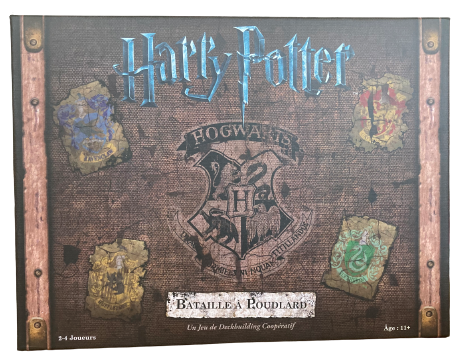 Harry Potter
HOGWARTS
BATAILLE À POUDLARD
Un Jeu de Deckbuilding Coopératif
2-4 Joueurs
Âge : 11+